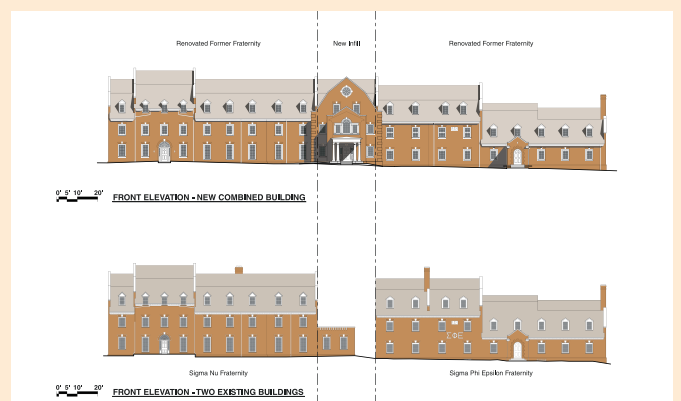 Renovated Former Fraternity
New Infill
Renovated Former Fraternity
0' 5' 10' 20'
FRONT ELEVATION - NEW COMBINED BUILDING
ΣΦΕ
Sigma Nu Fraternity
Sigma Phi Epsilon Fraternity
0' 5' 10' 20'
FRONT ELEVATION - TWO EXISTING BUILDINGS